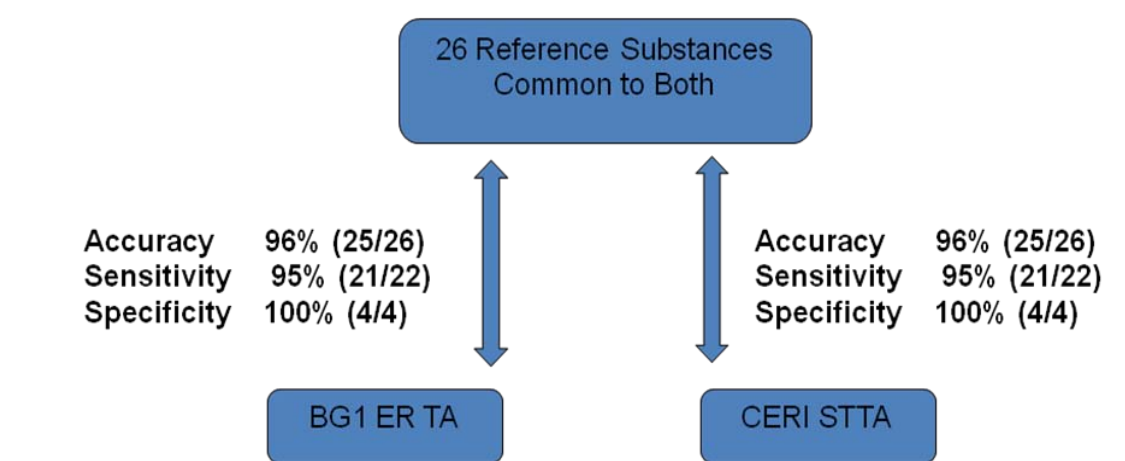 26 Reference Substances
Common to Both
Accuracy 96% (25/26)
Sensitivity 95% (21/22)
Specificity 100% (4/4)
Accuracy 96% (25/26)
Sensitivity 95% (21/22)
Specificity 100% (4/4)
BG1 ER TA
CERI STTA